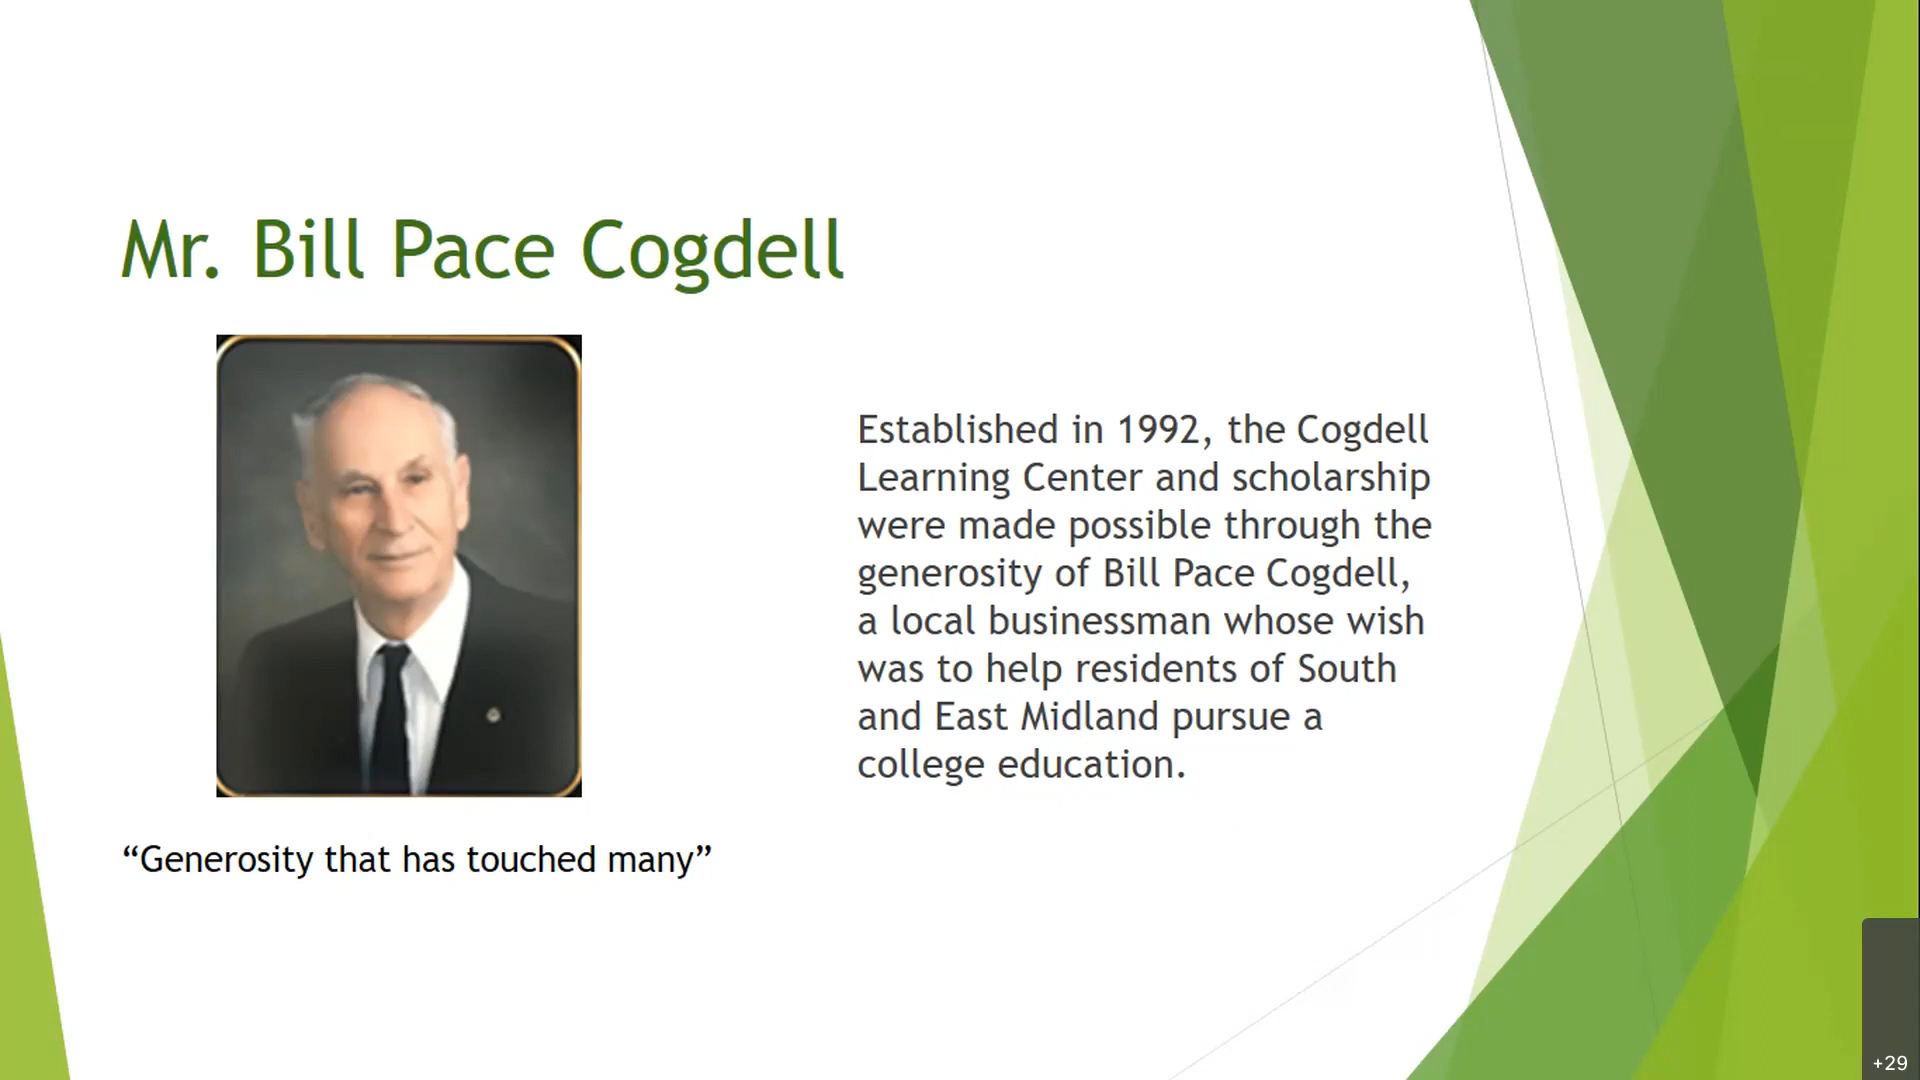 Mr. Bill Pace Cogdell
Established in 1992, the Cogdell
Learning Center and scholarship
were made possible through the
generosity of Bill Pace Cogdell,
a local businessman whose wish
was to help residents of South
and East Midland pursue a
college education.
“Generosity that has touched many”
+29